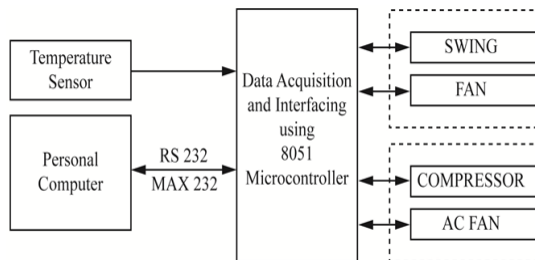 Temperature
Sensor
Personal
Computer
RS 232
MAX 232
Data Acquisition
and Interfacing
using
8051
Microcontroller
SWING
FAN
COMPRESSOR
AC FAN